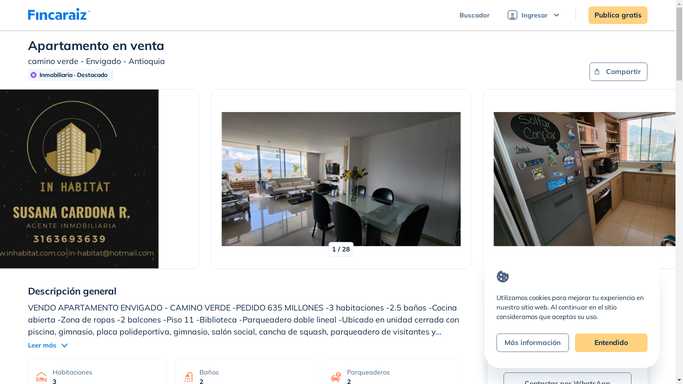 Fincaraiz
Buscador
Ingresar
Publica gratis
Apartamento en venta
camino verde - Envigado - Antioquia
Inmobiliaria · Destacado
Compartir
IN HABITAT
SUSANA CARDONA R.
AGENTE INMOBILIARIA
3163693639
www.inhabitat.com.co-in-habitat@hotmail.com
1 / 28
Descripción general
VENDO APARTAMENTO ENVIGADO - CAMINO VERDE -PEDIDO 635 MILLONES -3 habitaciones -2.5 baños -Cocina
abierta -Zona de ropas -2 balcones -Piso 11 -Biblioteca -Parqueadero doble lineal -Ubicado en unidad cerrada con
piscina, gimnasio, placa polideportiva, gimnasio, salón social, cancha de squash, parqueadero de visitantes y...
Leer más
Habitaciones
3
Baños
2
Parqueaderos
2
Utilizamos cookies para mejorar tu experiencia en
nuestro sitio web. Al continuar en el sitio
consideramos que aceptas su uso.
Más información
Entendido
Contactar por WhatsApp